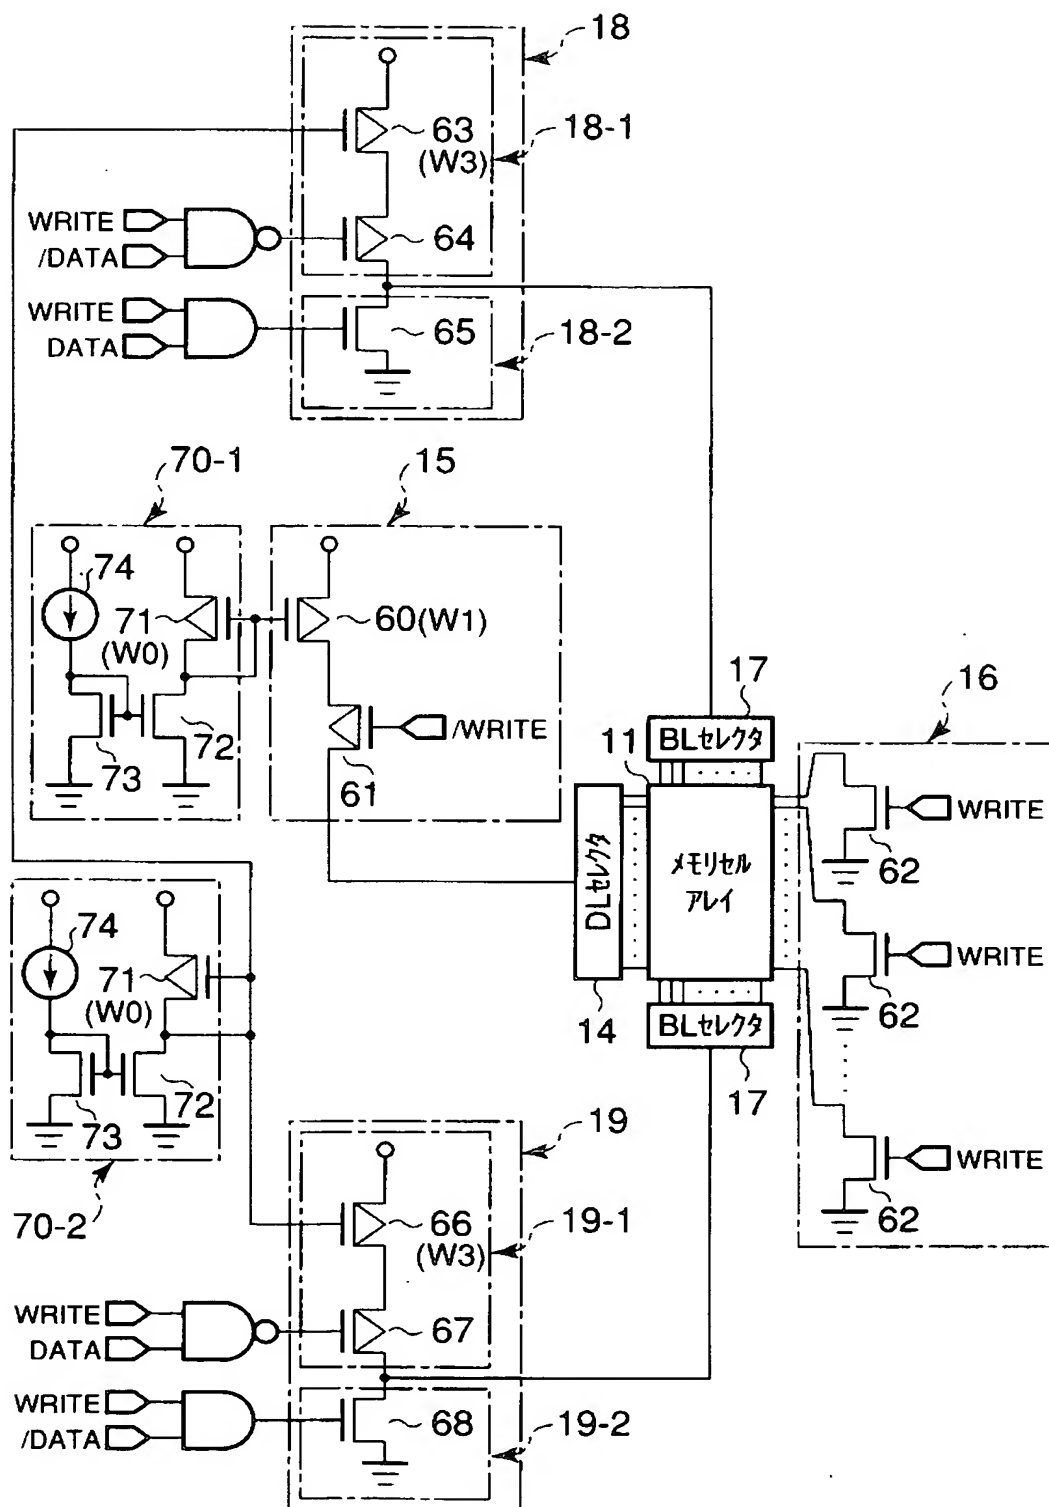 18
63
(W3)
18-1
WRITE
/DATA
64
WRITE
DATA
65
18-2
70-1
15
74
71
(W0)
60(W1)
72
73
/WRITE
61
17
16
BLセレクタ
11
DLセレクタ
メモリセル
アレイ
WRITE
62
WRITE
62
14
BLセレクタ
17
WRITE
62
74
71
(W0)
72
73
70-2
19
66
(W3)
19-1
WRITE
DATA
67
WRITE
/DATA
68
19-2